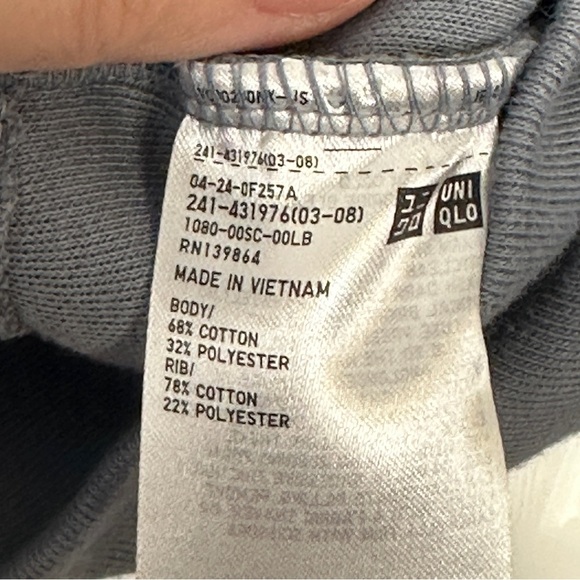 241-431976(03-08)
04-24-0F257A
241-431976(03-08)
1080-00SC-00LB
RN139864
ユニ
クロ
UNI
QLO
MADE IN VIETNAM
BODY/
68% COTTON
32% POLYESTER
RIB/
78% COTTON
22% POLYESTER